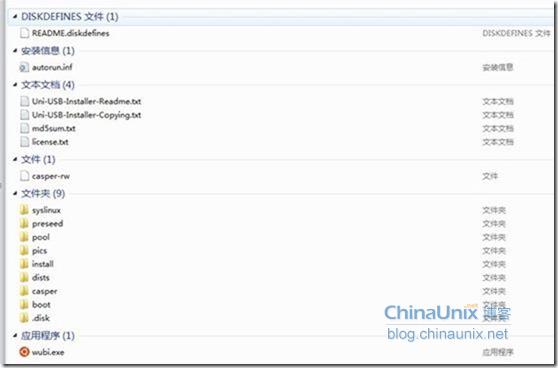 DISKDEFINES 文件 (1)
README.diskdefines DISKDEFINES 文件
安装信息 (1)
autorun.inf 安装信息
文本文档 (4)
Uni-USB-Installer-Readme.txt 文本文档
Uni-USB-Installer-Copying.txt 文本文档
md5sum.txt 文本文档
license.txt 文本文档
文件 (1)
casper-rw 文件
文件夹 (9)
syslinux 文件夹
preseed 文件夹
pool 文件夹
pics 文件夹
install 文件夹
dists 文件夹
casper 文件夹
boot 文件夹
.disk 文件夹
ChinaUnix.net 博客
blog.chinaunix.net
应用程序 (1)
wubi.exe 应用程序